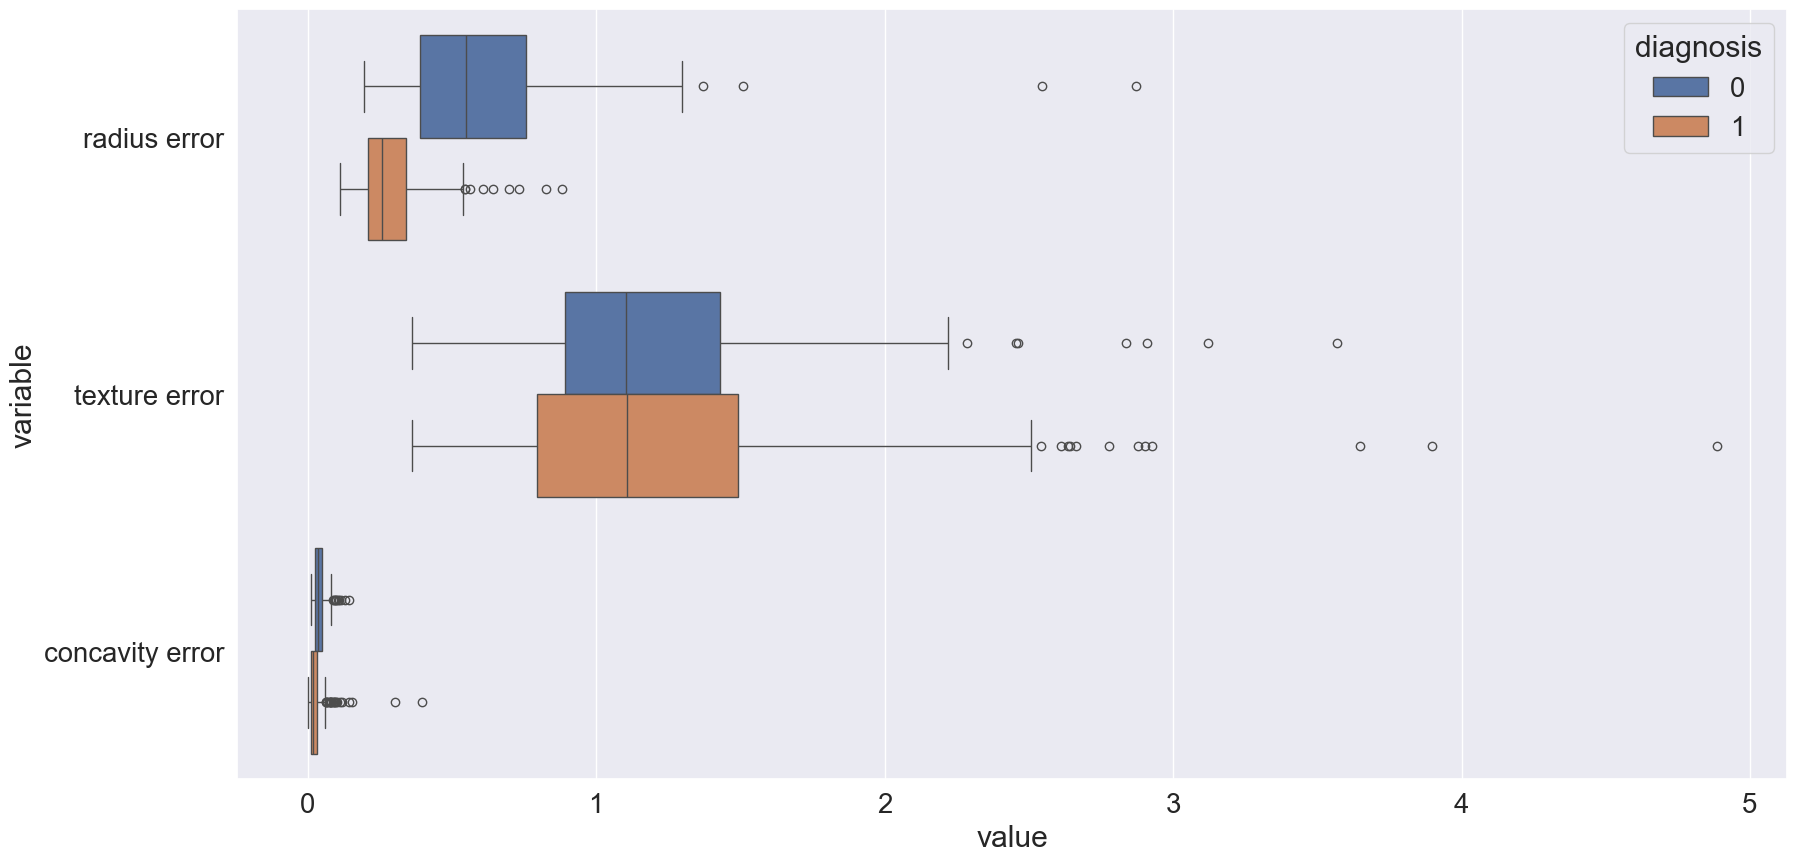 diagnosis
0
1
radius error
texture error
concavity error
variable
0 1 2 3 4 5
value